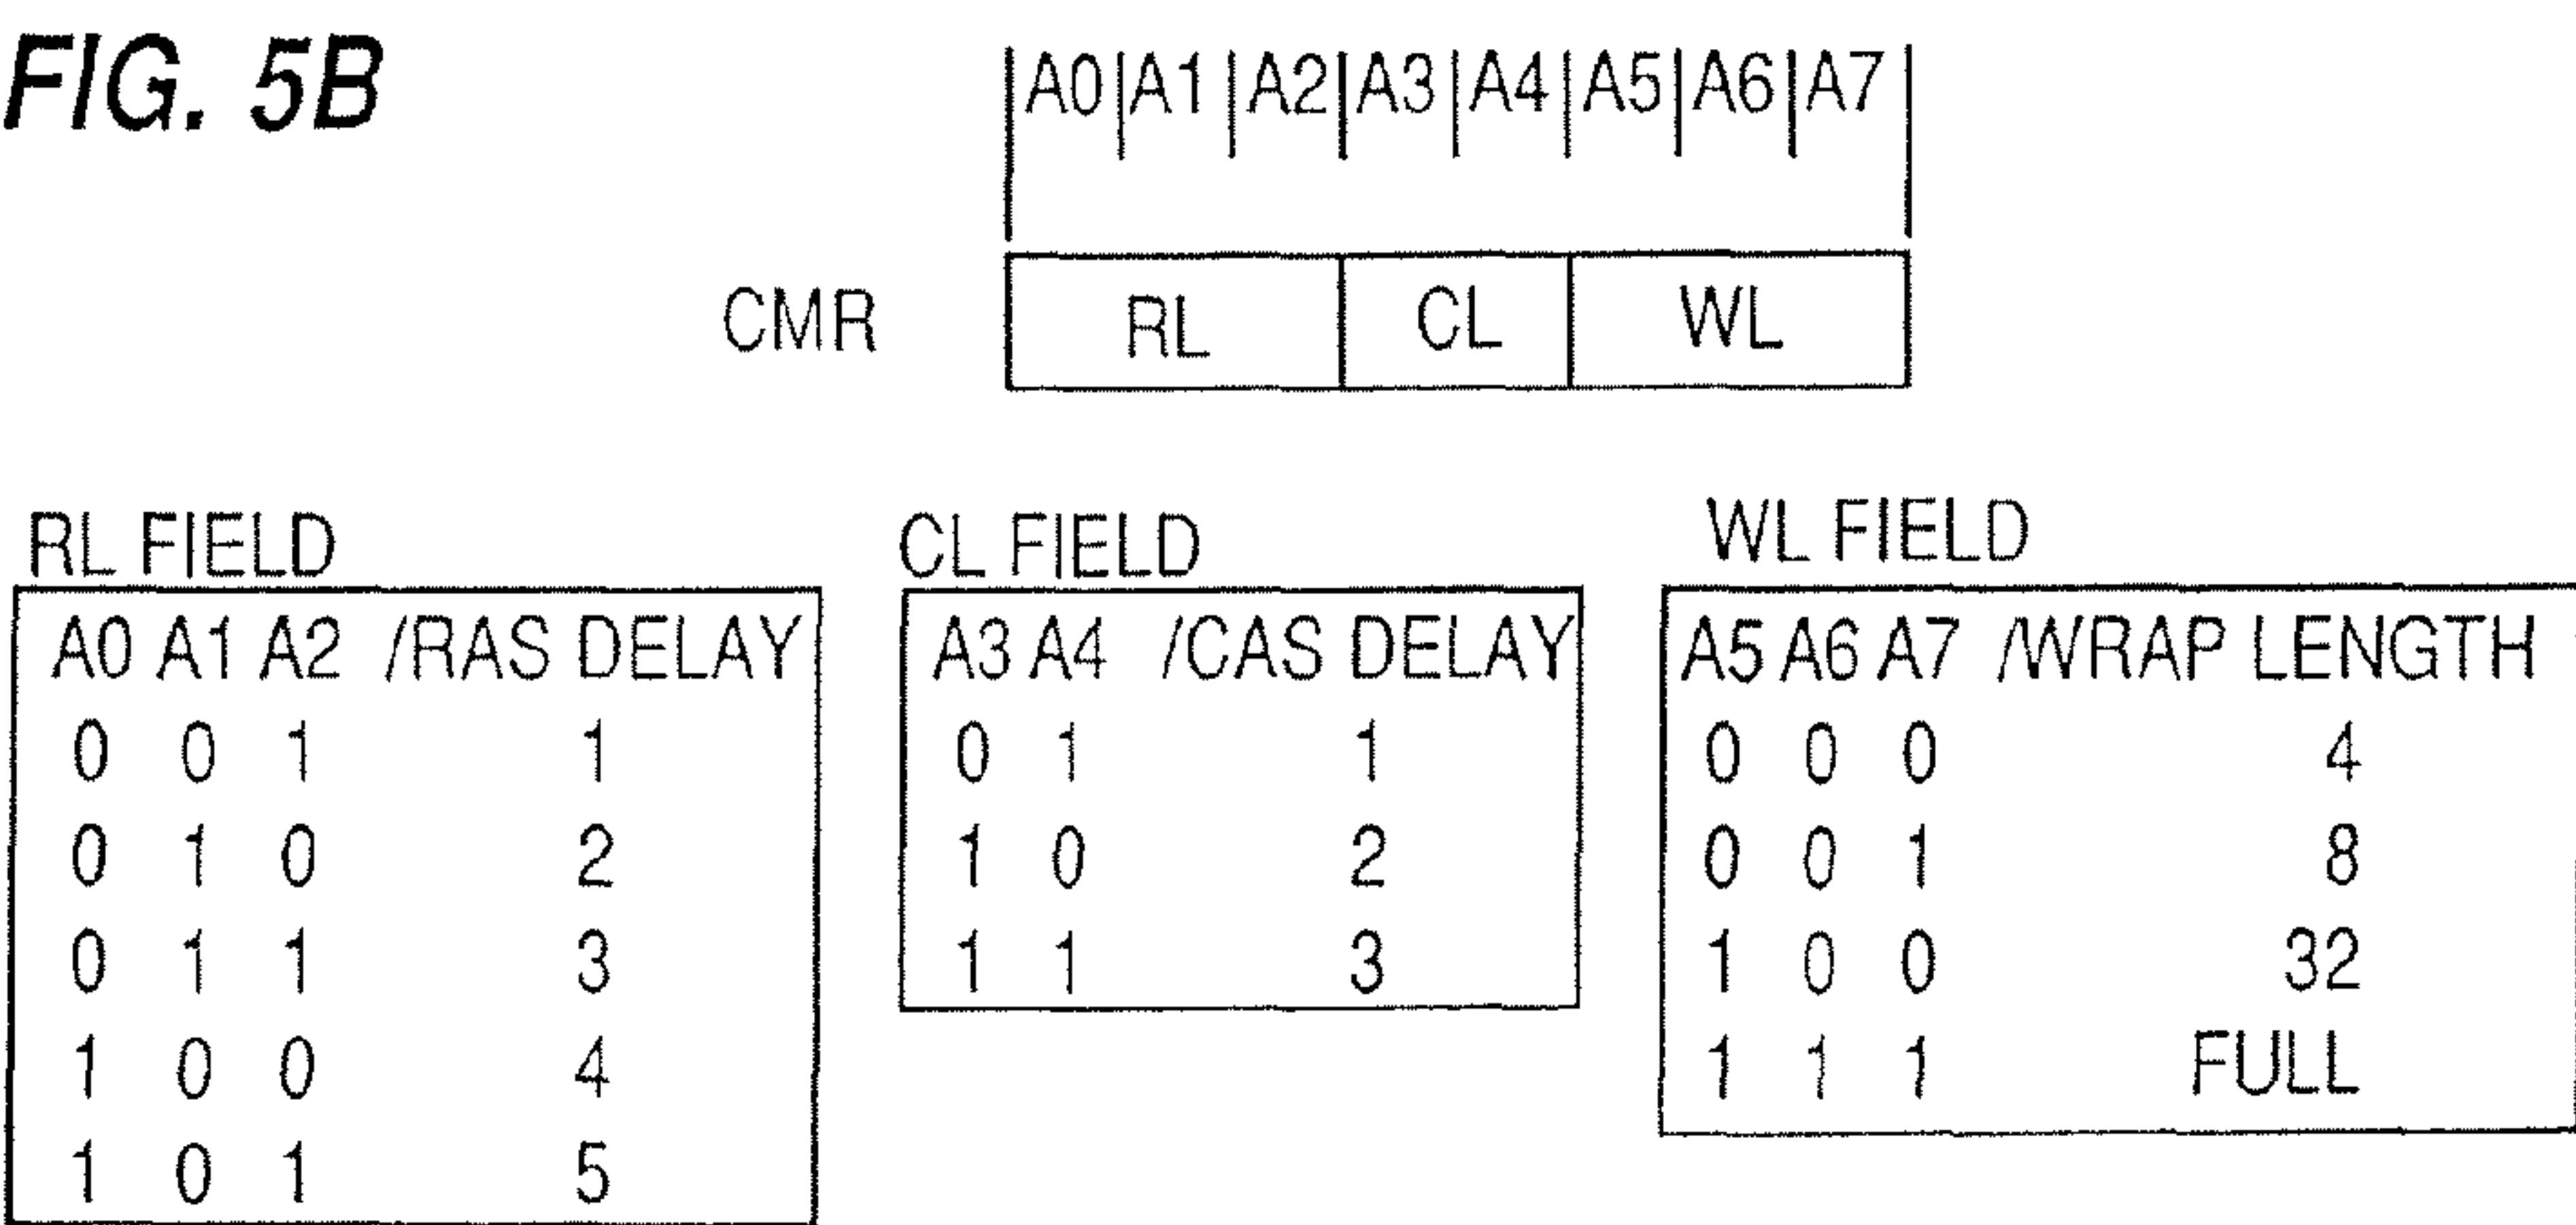 FIG. 5B
|A0|A1|A2|A3|A4|A5|A6|A7|
CMR RL CL WL
RL FIELD
A0 A1 A2 /RAS DELAY
0 0 1 1
0 1 0 2
0 1 1 3
1 0 0 4
1 0 1 5
CL FIELD
A3 A4 /CAS DELAY
0 1 1
1 0 2
1 1 3
WL FIELD
A5 A6 A7 /WRAP LENGTH
0 0 0 4
0 0 1 8
1 0 0 32
1 1 1 FULL